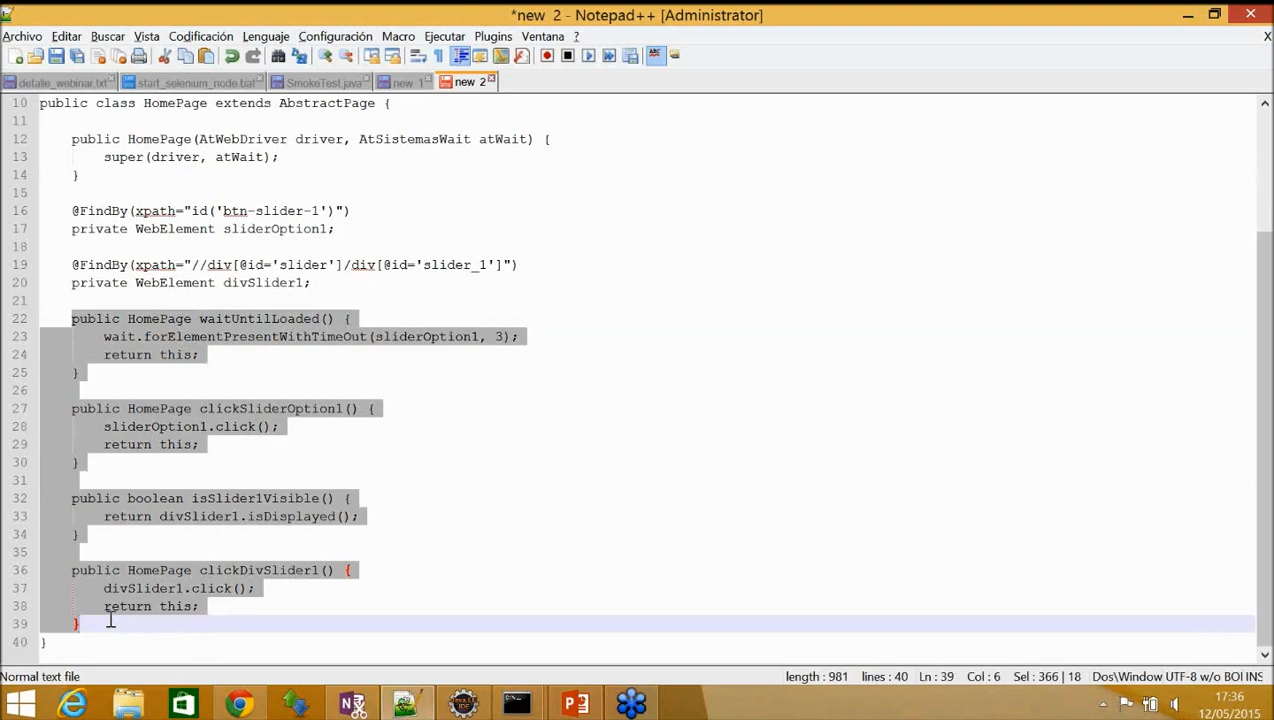 *new 2 - Notepad++ [Administrator]
Archivo Editar Buscar Vista Codificación Lenguaje Configuración Macro Ejecutar Plugins Ventana ? X
detalle_webinar.txt start_selenium_node.bat SmokeTest.java new 1 new 2
10 public class HomePage extends AbstractPage {
11
12 public HomePage(AtWebDriver driver, AtSistemasWait atWait) {
13 super(driver, atWait);
14 }
15
16 @FindBy(xpath="id('btn-slider-1')")
17 private WebElement sliderOption1;
18
19 @FindBy(xpath="//div[@id='slider']/div[@id='slider_1']")
20 private WebElement divSlider1;
21
22 public HomePage waitUntilLoaded() {
23 wait.forElementPresentWithTimeOut(sliderOption1, 3);
24 return this;
25 }
26
27 public HomePage clickSliderOption1() {
28 sliderOption1.click();
29 return this;
30 }
31
32 public boolean isSlider1Visible() {
33 return divSlider1.isDisplayed();
34 }
35
36 public HomePage clickDivSlider1() {
37 divSlider1.click();
38 return this;
39 }
40 }
Normal text file length : 981 lines : 40 Ln : 39 Col : 6 Sel : 366 | 18 Dos\Windows UTF-8 w/o BOM INS
17:36
12/05/2015